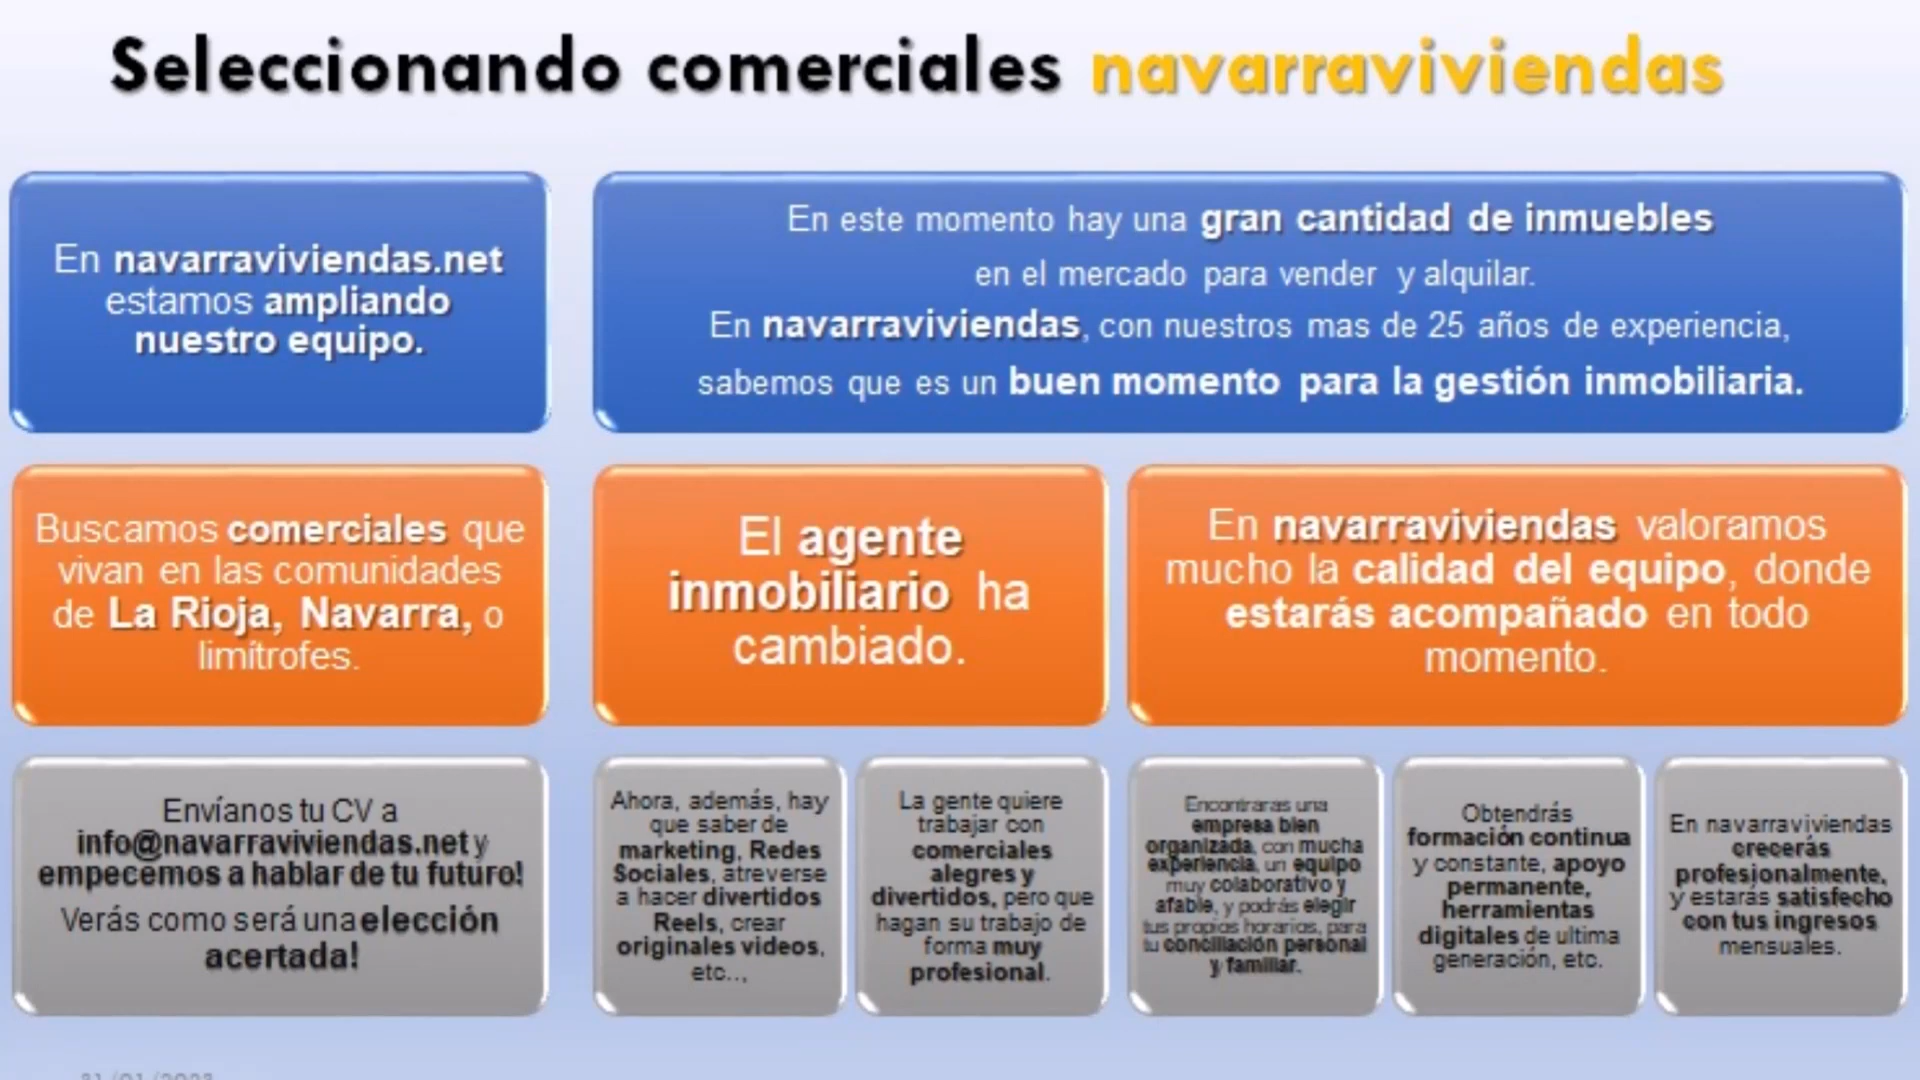 Seleccionando comerciales navarraviviendas
En navarraviviendas.net
estamos ampliando
nuestro equipo.
En este momento hay una gran cantidad de inmuebles
en el mercado para vender y alquilar.
En navarraviviendas, con nuestros mas de 25 años de experiencia,
sabemos que es un buen momento para la gestión inmobiliaria.
Buscamos comerciales que
vivan en las comunidades
de La Rioja, Navarra, o
limítrofes.
El agente
inmobiliario ha
cambiado.
En navarraviviendas valoramos
mucho la calidad del equipo, donde
estarás acompañado en todo
momento.
Envíanos tu CV a
info@navarraviviendas.net y
empecemos a hablar de tu futuro!
Verás como será una elección
acertada!
Ahora, además, hay
que saber de
marketing, Redes
Sociales, atreverse
a hacer divertidos
Reels, crear
originales videos,
etc..,
La gente quiere
trabajar con
comerciales
alegres y
divertidos, pero que
hagan su trabajo de
forma muy
profesional.
Encontraras una
empresa bien
organizada, con mucha
experiencia, un equipo
muy colaborativo y
afable, y podrás elegir
tus propios horarios, para
tu conciliación personal
y familiar.
Obtendrás
formación continua
y constante, apoyo
permanente,
herramientas
digitales de ultima
generación, etc.
En navarraviviendas
crecerás
profesionalmente,
y estarás satisfecho
con tus ingresos
mensuales.